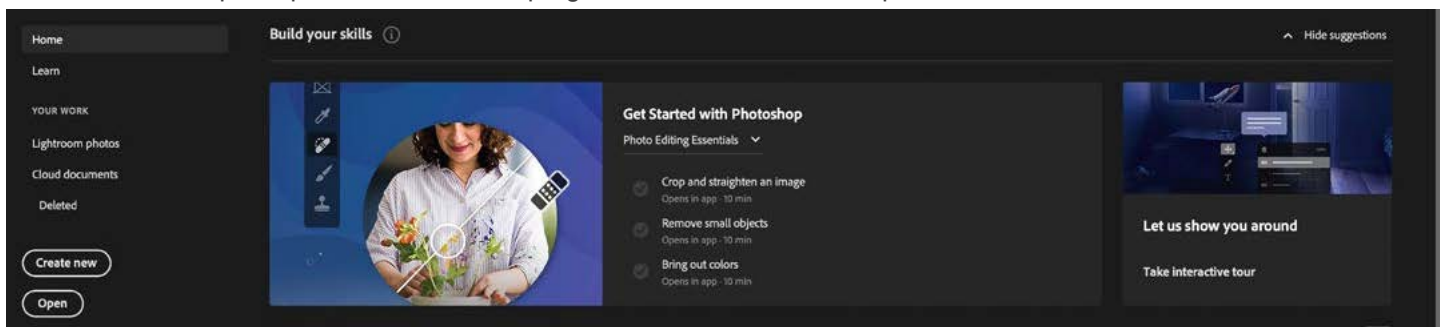 Home
Learn
YOUR WORK
Lightroom photos
Cloud documents
Deleted
Create new
Open
Build your skills
Hide suggestions
Get Started with Photoshop
Photo Editing Essentials
Crop and straighten an image
Opens in app · 10 min
Remove small objects
Opens in app · 10 min
Bring out colors
Opens in app · 10 min
Let us show you around
Take interactive tour